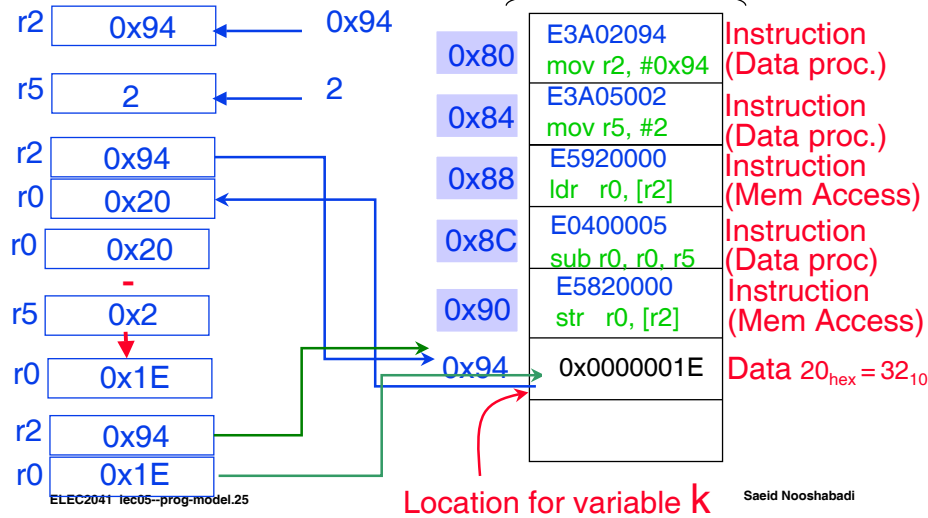 r2 0x94 0x94
r5 2 2
r2 0x94
r0 0x20
r0 0x20
-
r5 0x2
r0 0x1E
r2 0x94
r0 0x1E
0x80 E3A02094 Instruction
mov r2, #0x94 (Data proc.)
0x84 E3A05002 Instruction
mov r5, #2 (Data proc.)
0x88 E5920000 Instruction
ldr r0, [r2] (Mem Access)
0x8C E0400005 Instruction
sub r0, r0, r5 (Data proc)
0x90 E5820000 Instruction
str r0, [r2] (Mem Access)
0x94 0x0000001E Data 20hex = 3210
Location for variable k
ELEC2041 lec05--prog-model.25
Saeid Nooshabadi